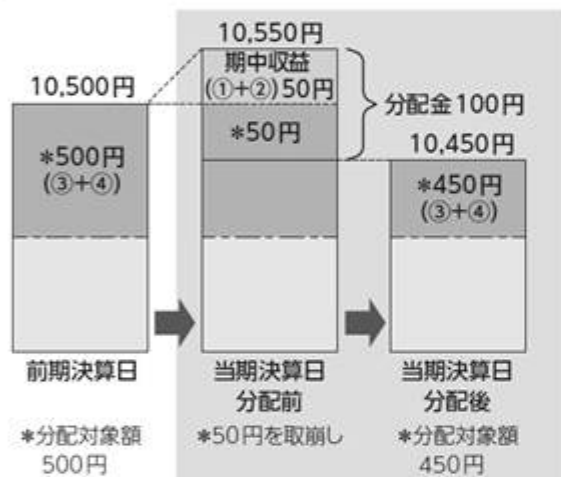 10,550円
10,500円
期中収益
(①+②)50円
分配金100円
*50円
10,450円
*500円
(③+④)
*450円
(③+④)
前期決算日
当期決算日
分配前
当期決算日
分配後
*分配対象額
500円
*50円を取崩し
*分配対象額
450円